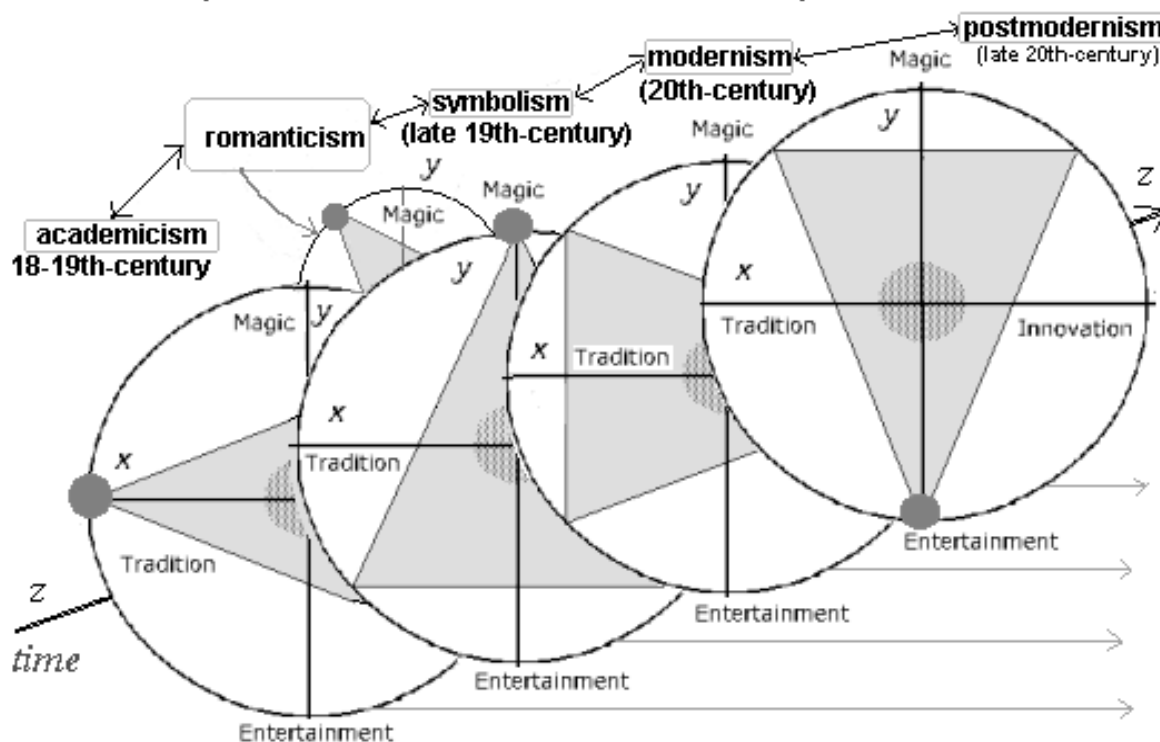 postmodernism
(late 20th-century)
modernism
(20th-century)
symbolism
(late 19th-century)
romanticism
academicism
18-19th-century
Magic
y
z
x
Tradition
Innovation
Entertainment
Magic
y
x
Tradition
Entertainment
y
Magic
Magic
y
x
Tradition
Entertainment
Magic
y
x
Tradition
Entertainment
z
time